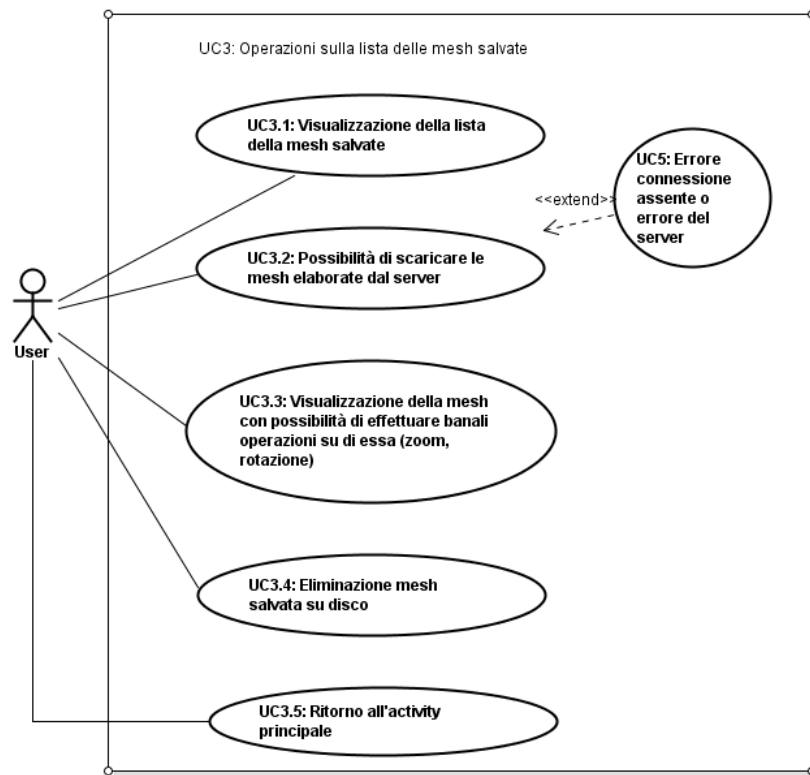 UC3: Operazioni sulla lista delle mesh salvate
UC3.1: Visualizzazione della lista
della mesh salvate
UC5: Errore
connessione
assente o
errore del
server
<<extend>>
UC3.2: Possibilità di scaricare le
mesh elaborate dal server
User
UC3.3: Visualizzazione della mesh
con possibilità di effettuare banali
operazioni su di essa (zoom,
rotazione)
UC3.4: Eliminazione mesh
salvata su disco
UC3.5: Ritorno all'activity
principale